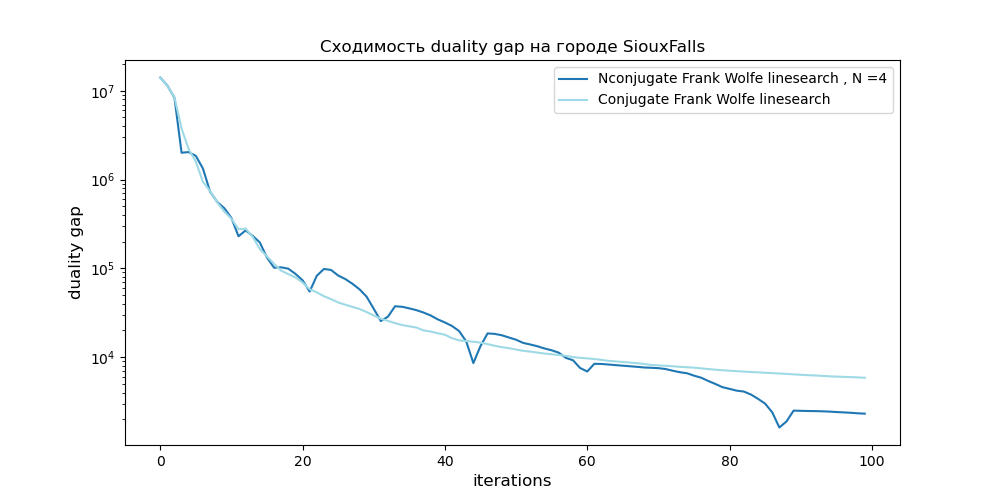 Сходимость duality gap на городе SiouxFalls
Nconjugate Frank Wolfe linesearch , N =4
Conjugate Frank Wolfe linesearch
duality gap
10⁷
10⁶
10⁵
10⁴
0 20 40 60 80 100
iterations